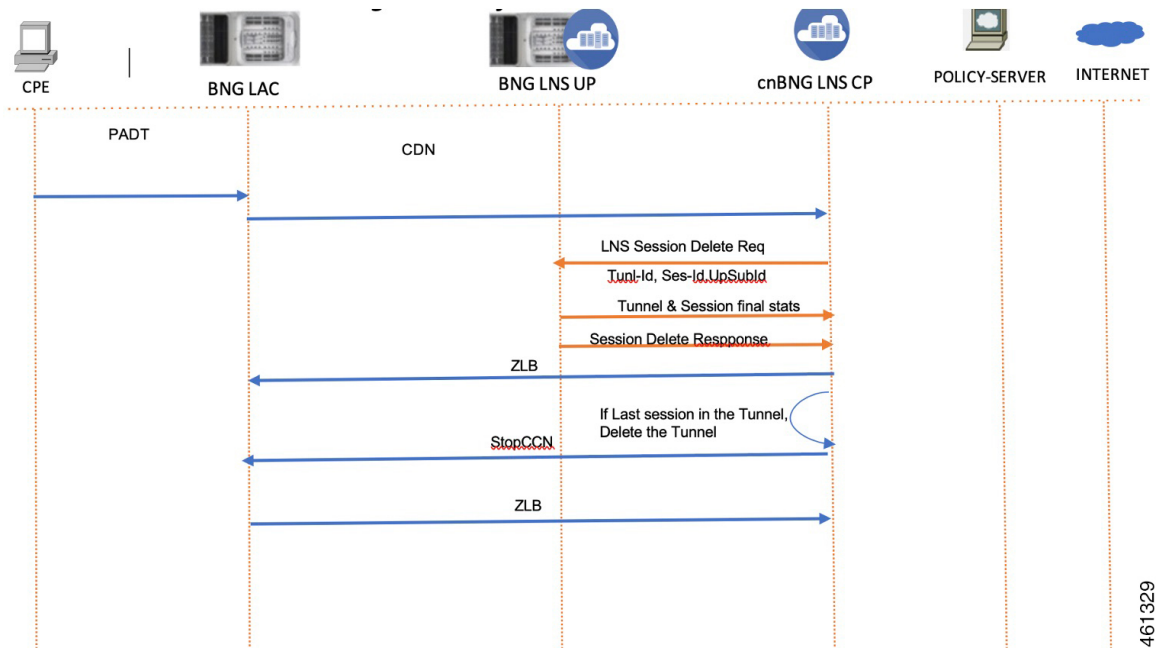 CPE
BNG LAC
BNG LNS UP
cnBNG LNS CP
POLICY-SERVER
INTERNET
PADT
CDN
LNS Session Delete Req
Tunl-Id, Ses-Id,UpSubId
Tunnel & Session final stats
Session Delete Respponse
ZLB
If Last session in the Tunnel,
Delete the Tunnel
StopCCN
ZLB
461329